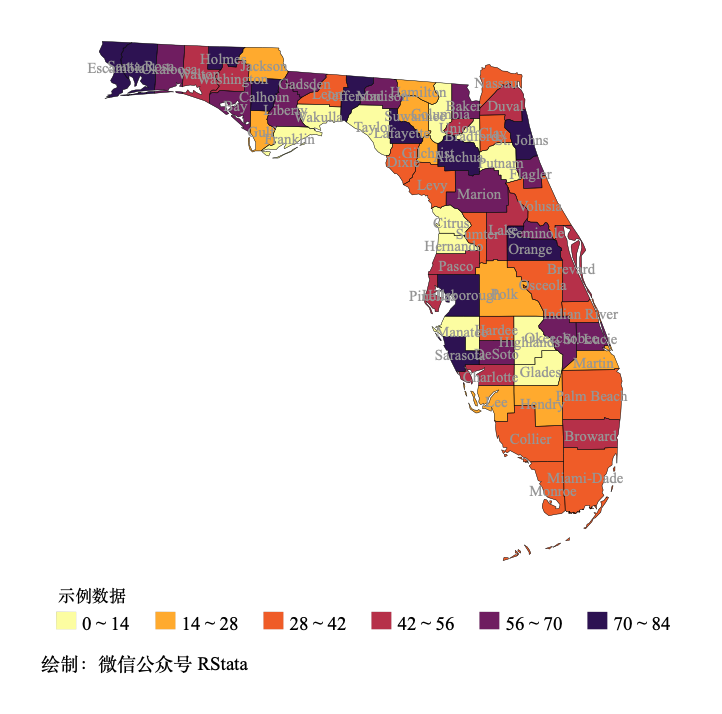 Holmes
Jackson
Escambia
Santa Rosa
Okaloosa
Walton
Washington
Gadsden
Leon
Jefferson
Madison
Hamilton
Nassau
Calhoun
Bay
Liberty
Wakulla
Taylor
Suwannee
Columbia
Baker
Duval
Gulf
Franklin
Lafayette
Union
Bradford
Clay
St. Johns
Dixie
Gilchrist
Alachua
Putnam
Flagler
Levy
Marion
Volusia
Citrus
Sumter
Lake
Seminole
Hernando
Orange
Pasco
Brevard
Pinellas
Hillsborough
Polk
Osceola
Indian River
Manatee
Hardee
Highlands
Okeechobee
St. Lucie
Sarasota
DeSoto
Martin
Charlotte
Glades
Lee
Hendry
Palm Beach
Collier
Broward
Miami-Dade
Monroe
示例数据
0 ~ 14 14 ~ 28 28 ~ 42 42 ~ 56 56 ~ 70 70 ~ 84
绘制：微信公众号 RStata